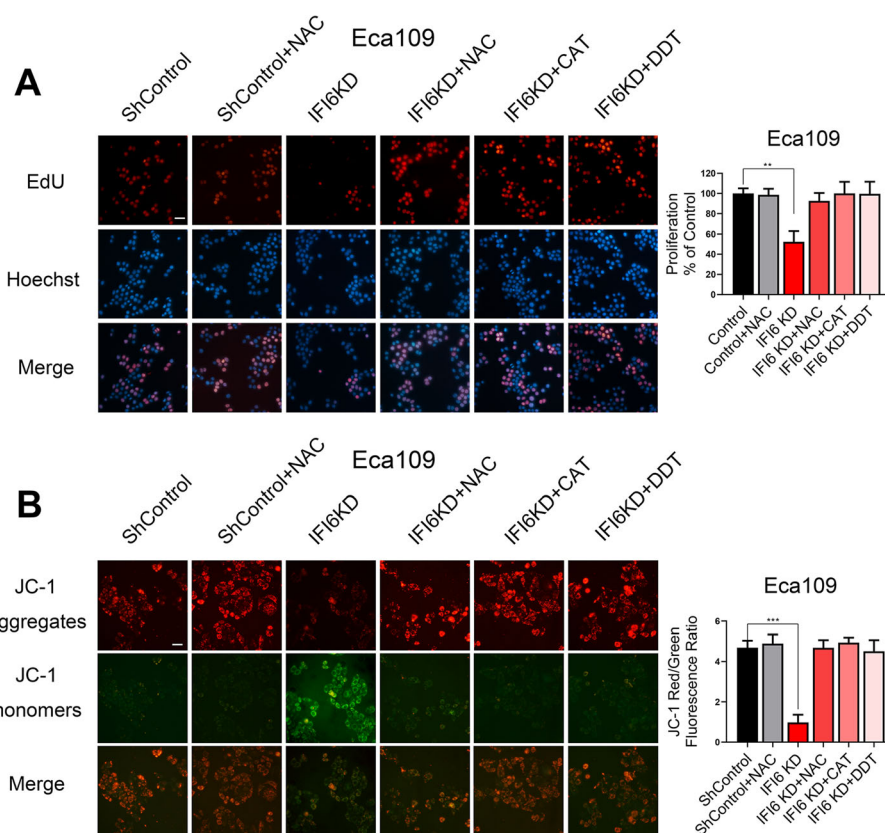 Eca109
A
ShControl
ShControl+NAC
IFI6KD
IFI6KD+NAC
IFI6KD+CAT
IFI6KD+DDT
EdU
Hoechst
Merge
Eca109
**
Proliferation
% of Control
120
100
80
60
40
20
0
Control
Control+NAC
IFI6 KD
IFI6 KD+NAC
IFI6 KD+CAT
IFI6 KD+DDT
Eca109
B
ShControl
ShControl+NAC
IFI6KD
IFI6KD+NAC
IFI6KD+CAT
IFI6KD+DDT
JC-1
ggregates
JC-1
monomers
Merge
Eca109
***
JC-1 Red/Green
Fluorescence Ratio
6
4
2
0
ShControl
ShControl+NAC
IFI6 KD
IFI6 KD+NAC
IFI6 KD+CAT
IFI6 KD+DDT